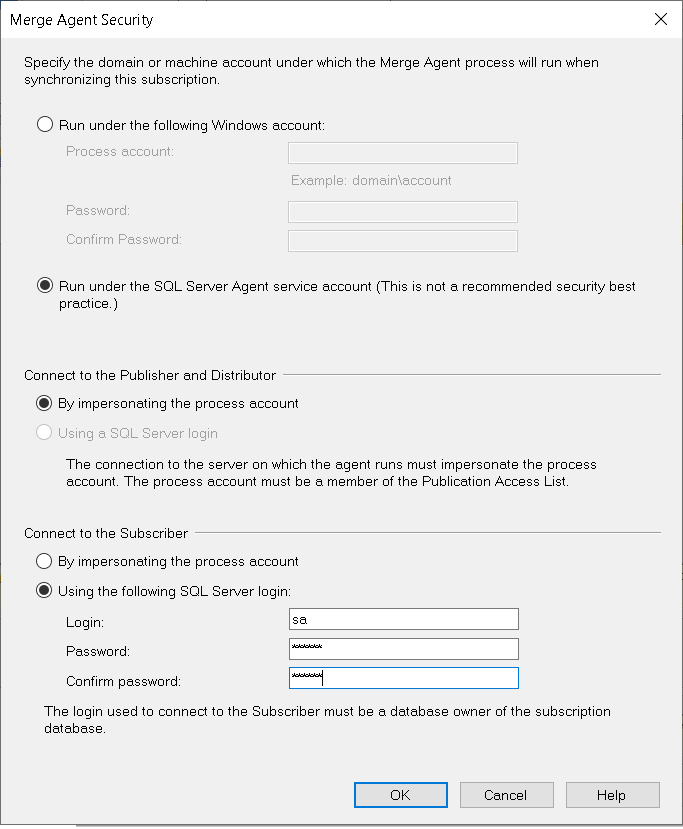 Merge Agent Security
Specify the domain or machine account under which the Merge Agent process will run when
synchronizing this subscription.
Run under the following Windows account:
Process account:
Example: domain\account
Password:
Confirm Password:
Run under the SQL Server Agent service account (This is not a recommended security best
practice.)
Connect to the Publisher and Distributor
By impersonating the process account
Using a SQL Server login
The connection to the server on which the agent runs must impersonate the process
account. The process account must be a member of the Publication Access List.
Connect to the Subscriber
By impersonating the process account
Using the following SQL Server login:
Login:
sa
Password:
Confirm password:
The login used to connect to the Subscriber must be a database owner of the subscription
database.
OK
Cancel
Help